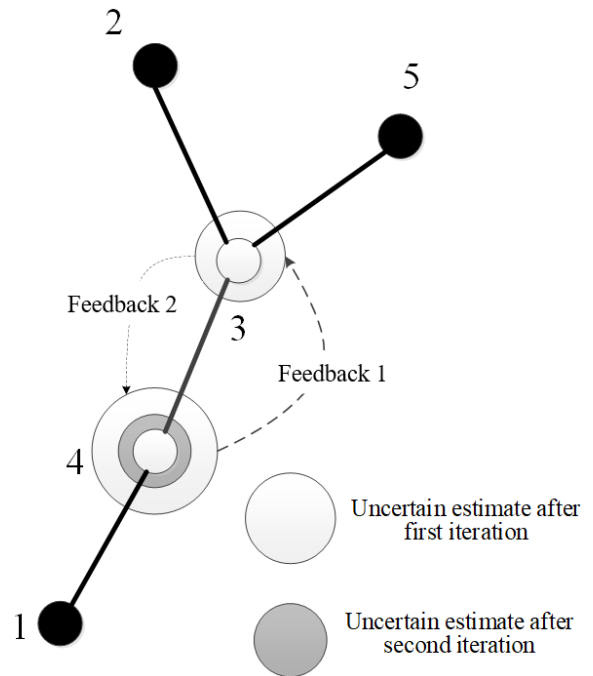 2
5
Feedback 2
3
Feedback 1
4
Uncertain estimate after
first iteration
1
Uncertain estimate after
second iteration